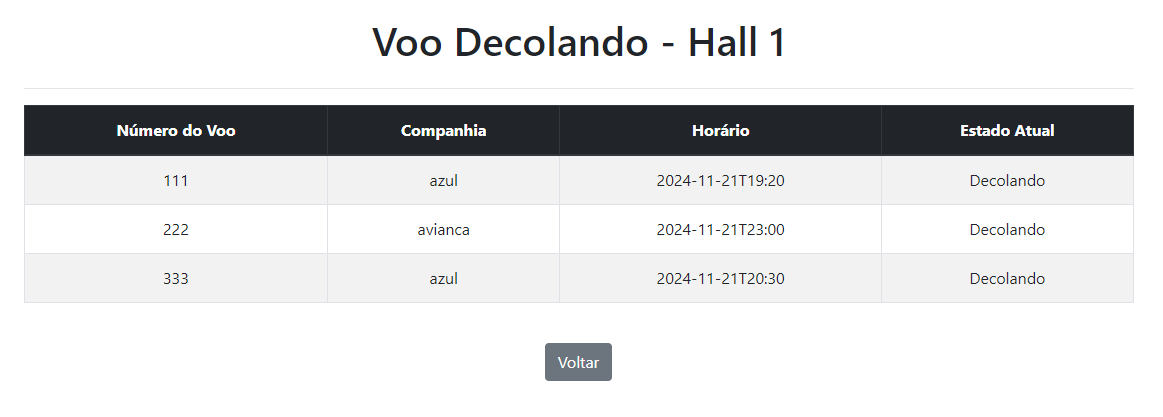 Voo Decolando - Hall 1
Número do Voo Companhia Horário Estado Atual
111 azul 2024-11-21T19:20 Decolando
222 avianca 2024-11-21T23:00 Decolando
333 azul 2024-11-21T20:30 Decolando
Voltar